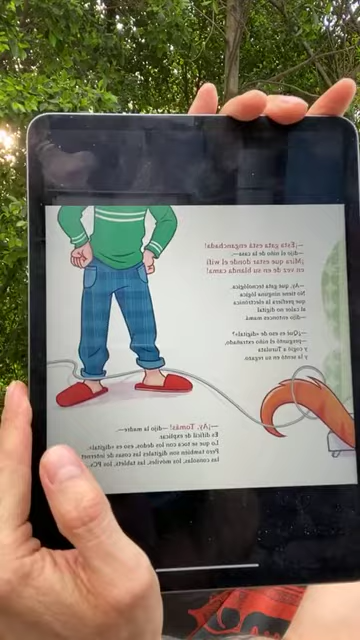 —¡Esta gata está enganchada!
—dijo el niño en la casa—.
¡Mira que estar donde el wifi
en vez de en su blanda cama!
—Ay, que gata tecnológica.
No tiene ninguna lógica
que prefiera la electrónica
al calor no digital
—dijo entonces mamá.
—¿Qué es eso de «digital»?
—preguntó el niño extrañado,
y cogió a Turulata
y la sentó en su regazo.
—¡Ay, Tomás! —dijo la madre—.
Es difícil de explicar.
Lo que se toca con los dedos, eso es «digital».
Pero también son digitales las cosas de internet
las consolas, los móviles, las tablets, los PCs